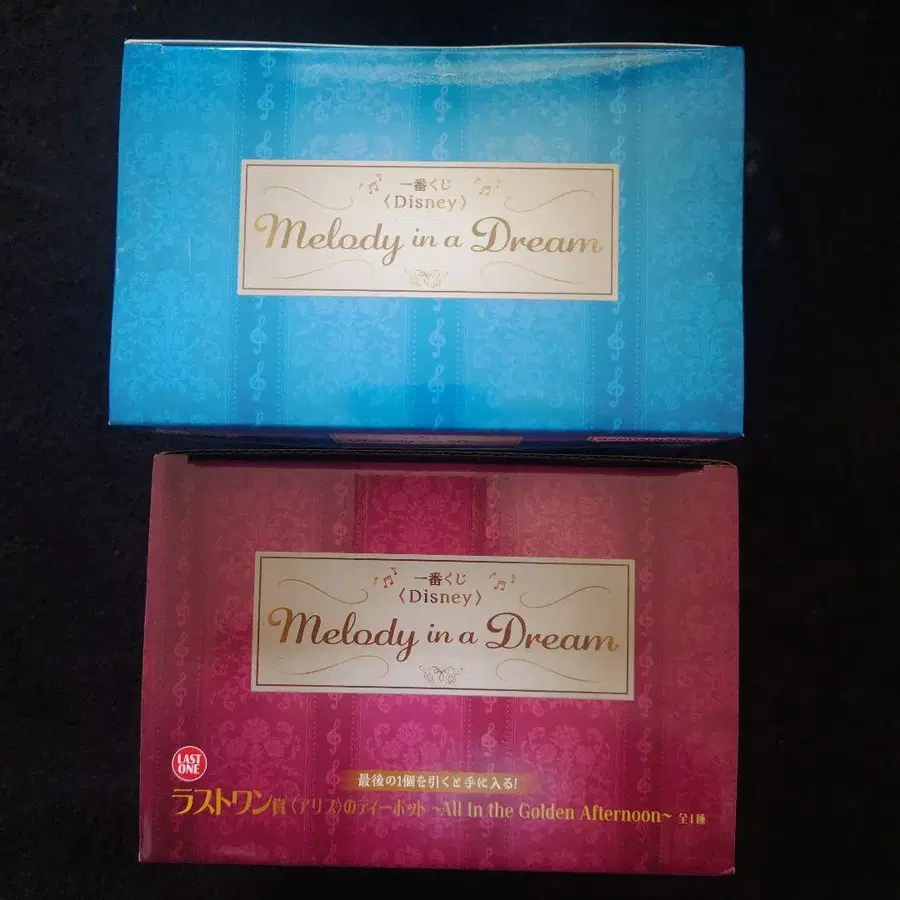 一番くじ
〈Disney〉
Melody in a Dream
一番くじ
〈Disney〉
Melody in a Dream
LAST
ONE
最後の1個を引くと手に入る!
ラストワン賞〈アリス〉のティーポット ~All In the Golden Afternoon~ 全1種